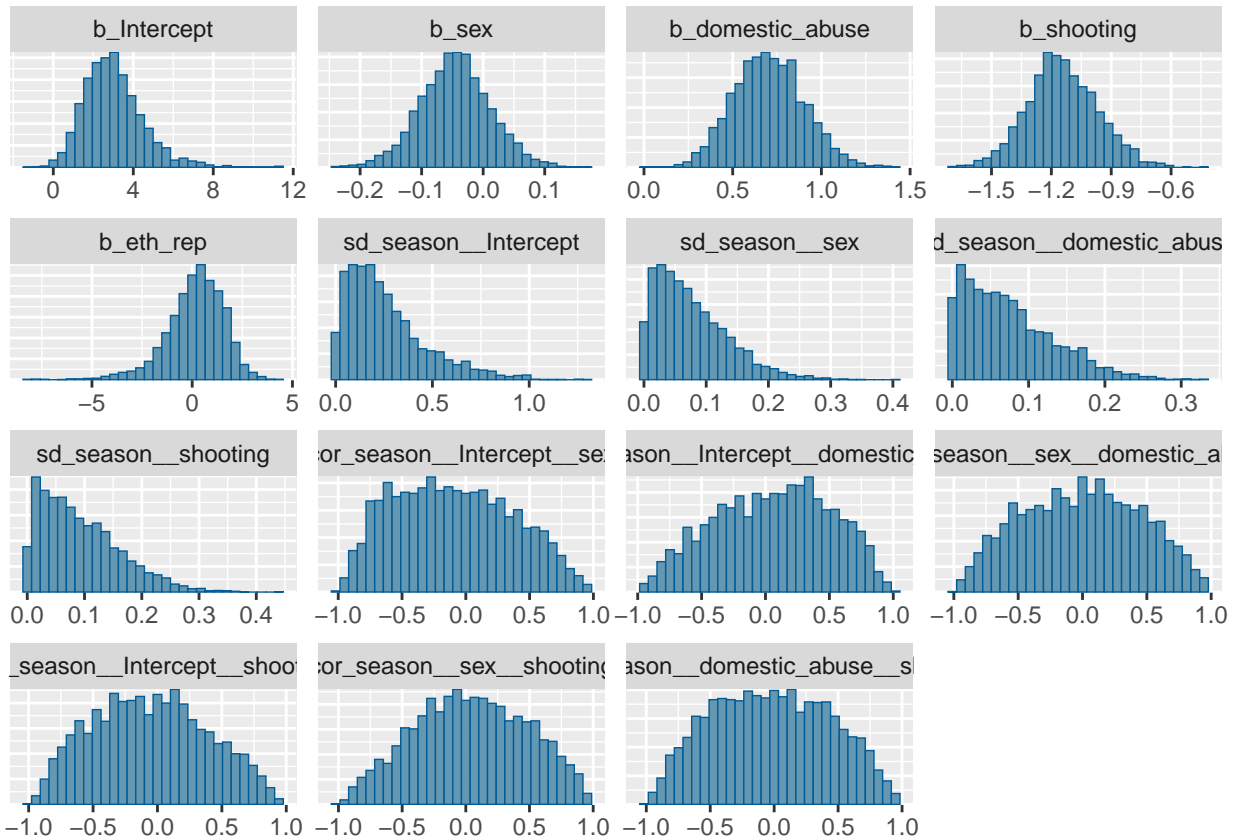 b_Intercept
b_sex
b_domestic_abuse
b_shooting
0 4 8 12
−0.2 −0.1 0.0 0.1
0.0 0.5 1.0 1.5
−1.5 −1.2 −0.9 −0.6
b_eth_rep
sd_season__Intercept
sd_season__sex
d_season__domestic_abus
−5 0 5
0.0 0.5 1.0
0.0 0.1 0.2 0.3 0.4
0.0 0.1 0.2 0.3
sd_season__shooting
cor_season__Intercept__sex
ason__Intercept__domestic
season__sex__domestic_a
0.0 0.1 0.2 0.3 0.4
−1.0 −0.5 0.0 0.5 1.0
−1.0 −0.5 0.0 0.5 1.0
−1.0 −0.5 0.0 0.5 1.0
_season__Intercept__shoot
cor_season__sex__shooting
ason__domestic_abuse__s
−1.0 −0.5 0.0 0.5 1.0
−1.0 −0.5 0.0 0.5 1.0
−1.0 −0.5 0.0 0.5 1.0